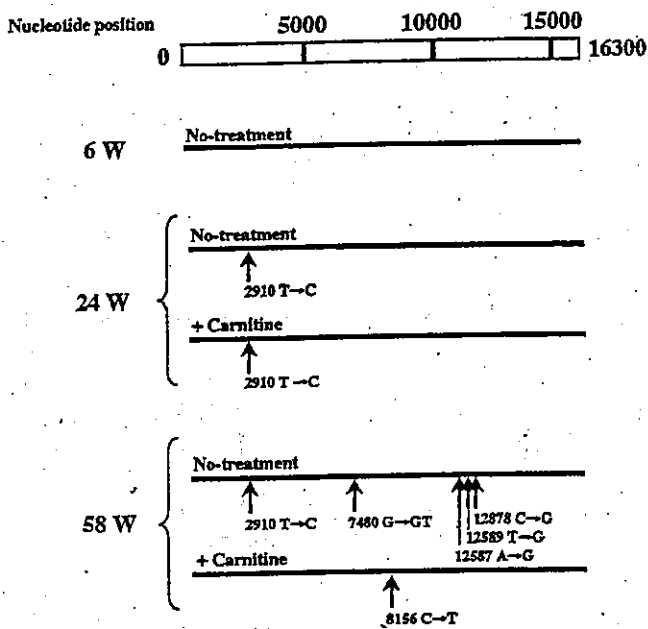 Nucleotide position 5000 10000 15000
0 16300
6 W
No-treatment
24 W
No-treatment
2910 T→C
+ Carnitine
2910 T→C
58 W
No-treatment
2910 T→C 7480 G→GT 12878 C→G
12589 T→G
12587 A→G
+ Carnitine
8156 C→T